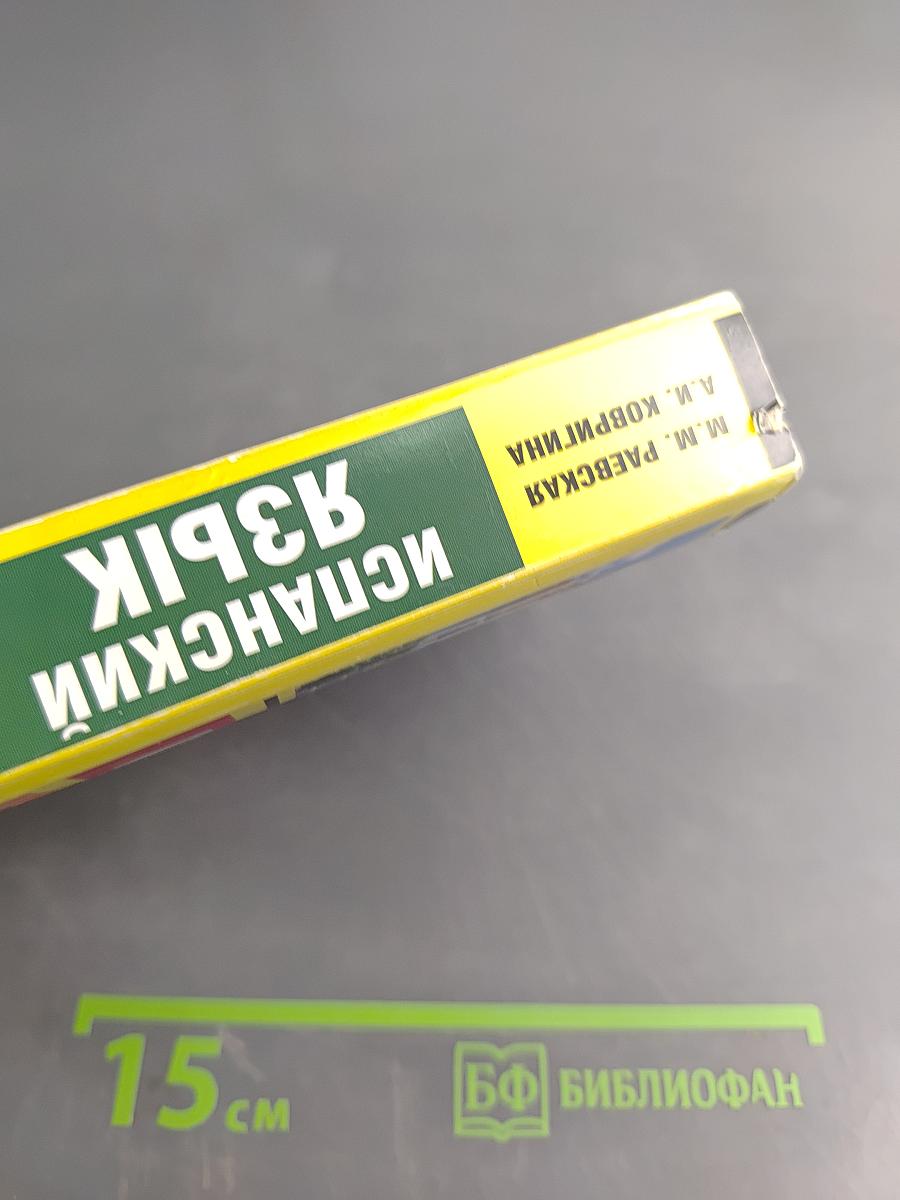 М.М. РАЕВСКАЯ
А.И. КОВРИГИНА
ИСПАНСКИЙ
ЯЗЫК
15 см
БФ БИБЛИОФАН